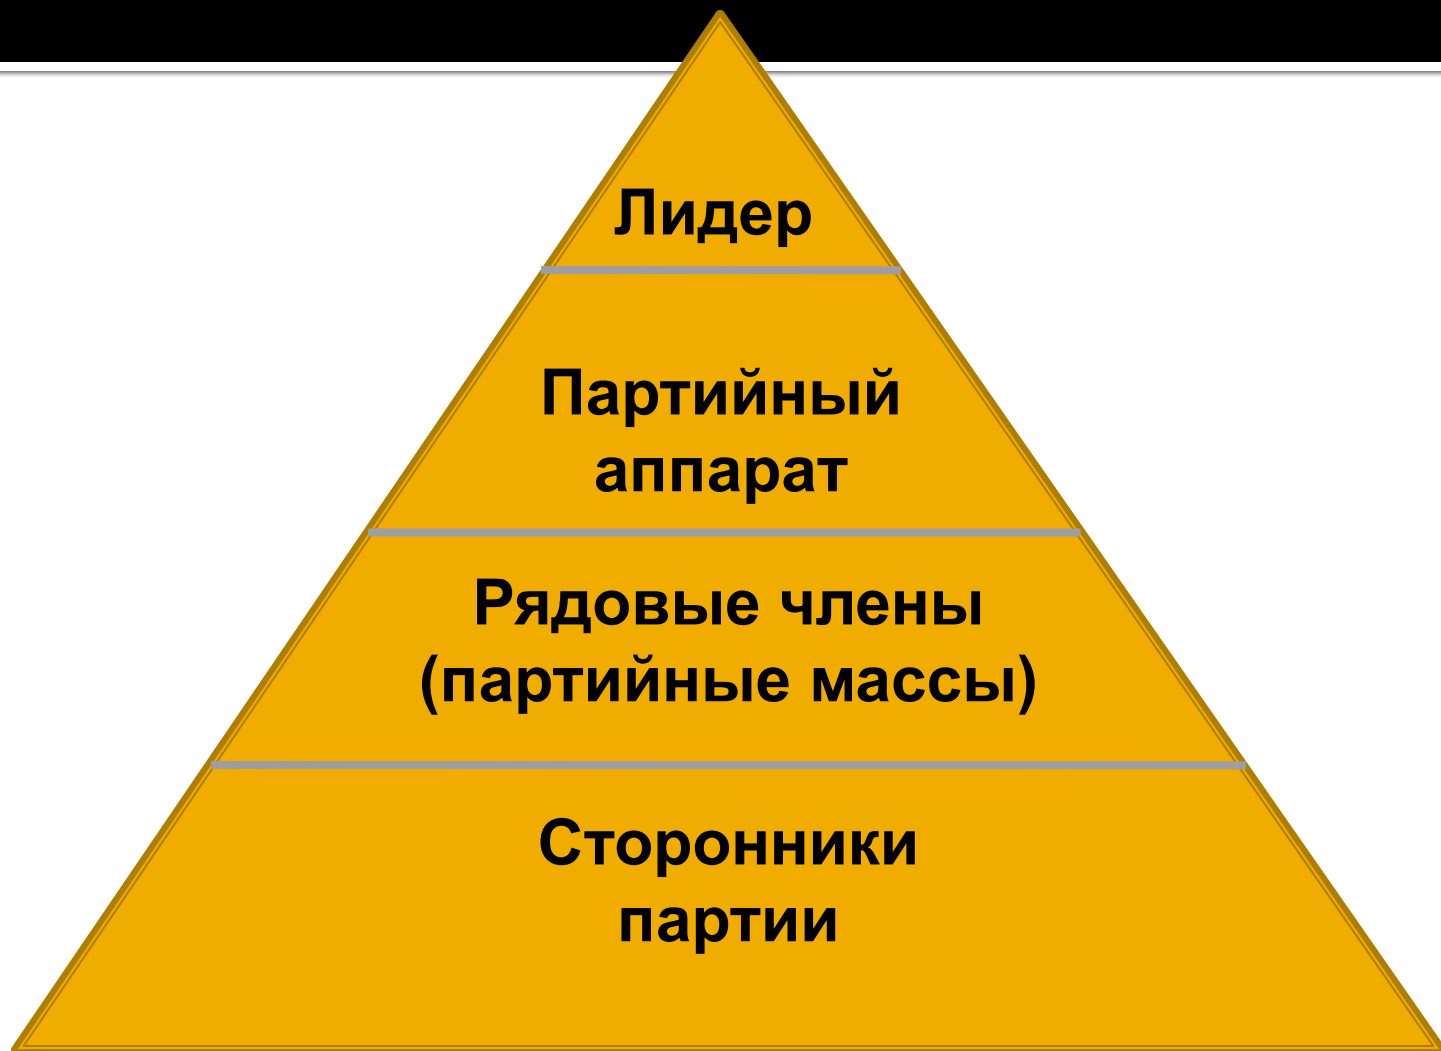 Лидер
Партийный
аппарат
Рядовые члены
(партийные массы)
Сторонники
партии